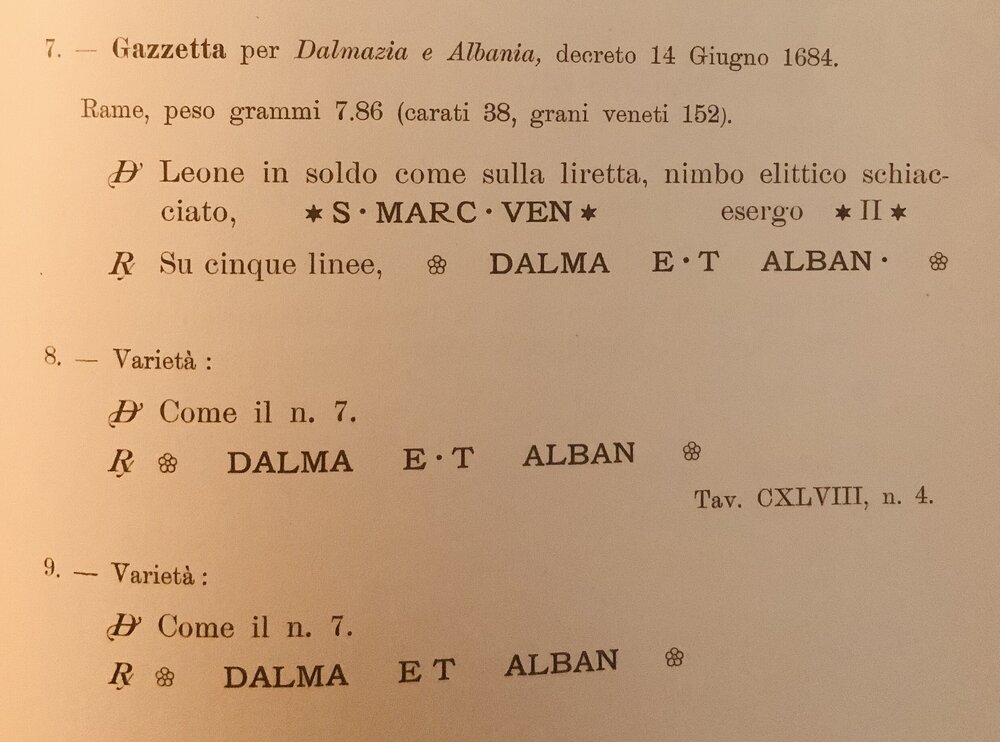 7. — Gazzetta per Dalmazia e Albania, decreto 14 Giugno 1684.
Rame, peso grammi 7.86 (carati 38, grani veneti 152).
D' Leone in soldo come sulla liretta, nimbo elittico schiac-
ciato, ✶ S · MARC · VEN ✶ esergo ✶ II ✶
R Su cinque linee, ❀ DALMA E · T ALBAN · ❀
8. — Varietà :
D' Come il n. 7.
R ❀ DALMA E · T ALBAN ❀
Tav. CXLVIII, n. 4.
9. — Varietà :
D' Come il n. 7.
R ❀ DALMA E T ALBAN ❀